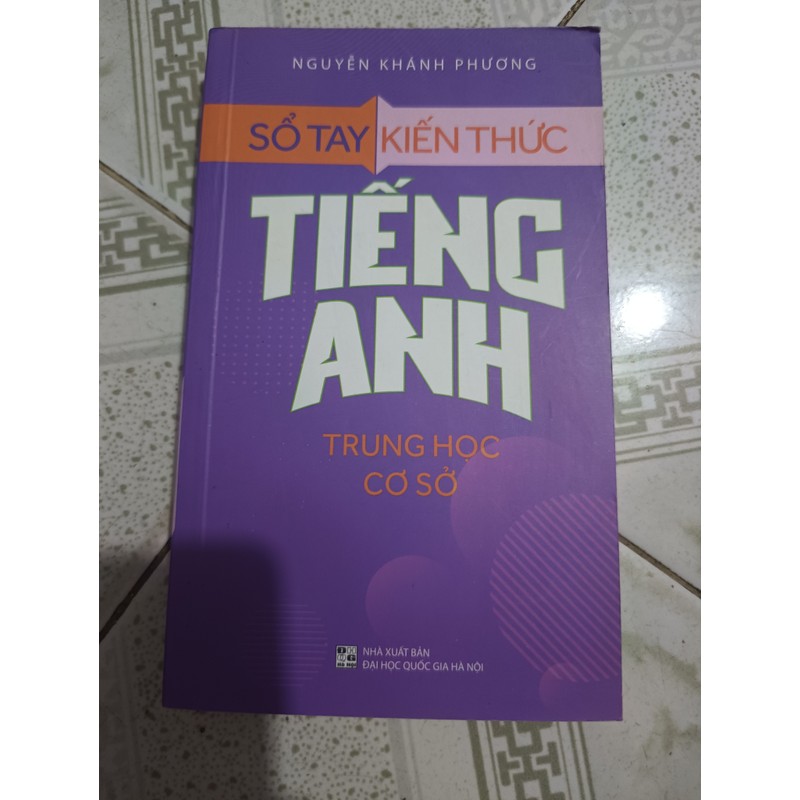 NGUYỄN KHÁNH PHƯƠNG
SỔ TAY KIẾN THỨC
TIẾNG
ANH
TRUNG HỌC
CƠ SỞ
NHÀ XUẤT BẢN
ĐẠI HỌC QUỐC GIA HÀ NỘI